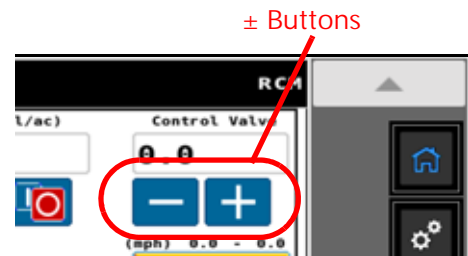 ± Buttons
RCM
l/ac) Control Valve
0.0
− +
(mph) 0.0 - 0.0